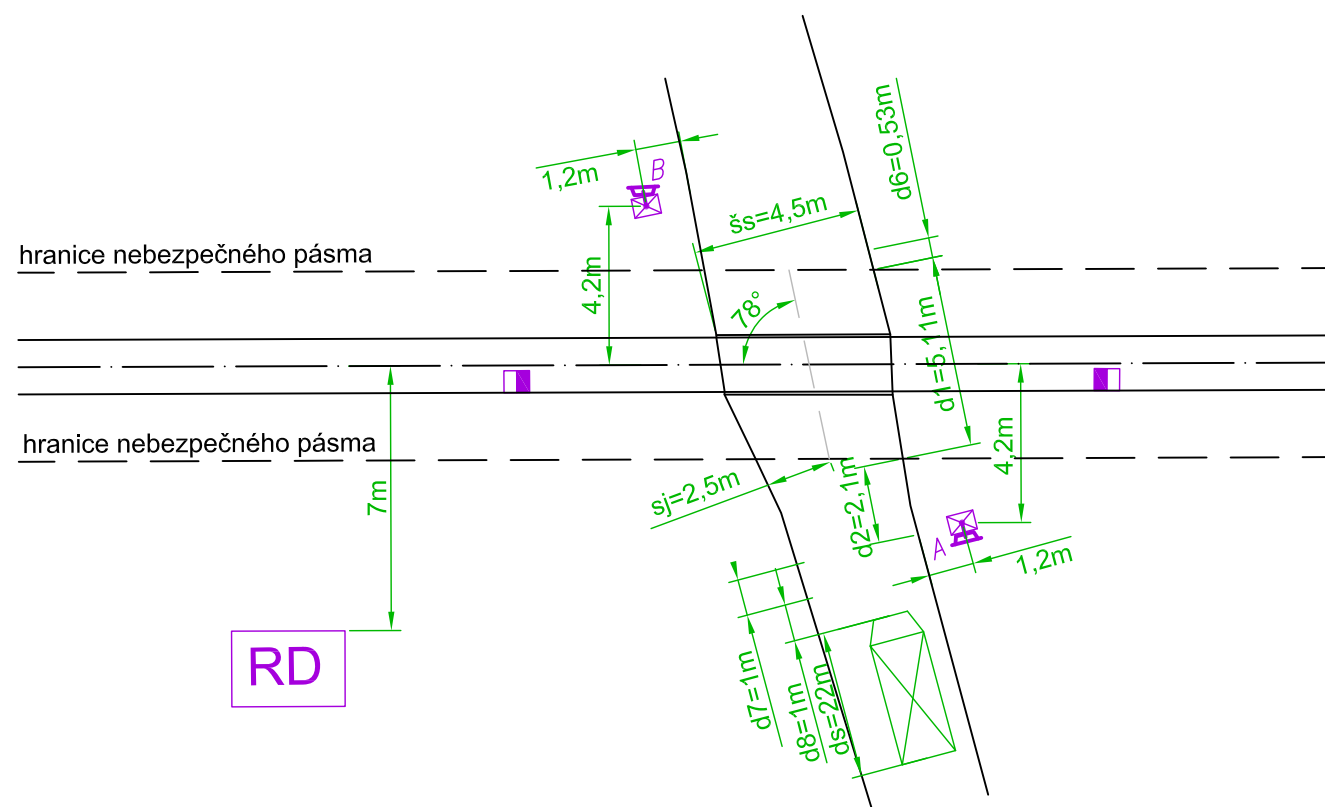 d6=0,53m
1,2m
B
šs=4,5m
hranice nebezpečného pásma
4,2m
78°
d1=5,11m
hranice nebezpečného pásma
7m
sj=2,5m
d2=2,1m
4,2m
A
1,2m
RD
d7=1m
d8=1m
ds=22m